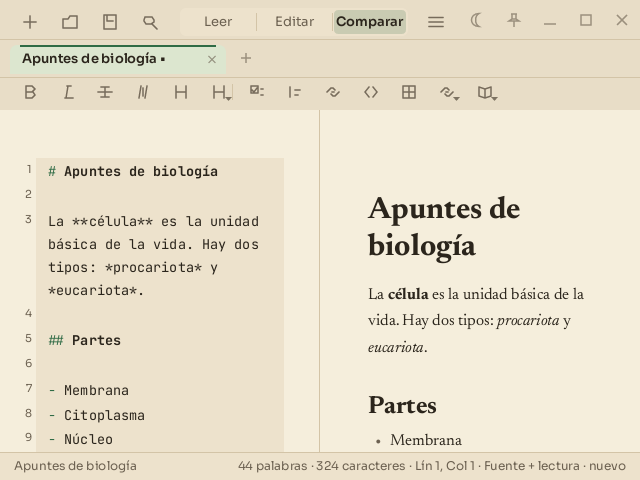 Leer Editar Comparar
Apuntes de biología •
1 # Apuntes de biología
2
3 La **célula** es la unidad
básica de la vida. Hay dos
tipos: *procariota* y
*eucariota*.
4
5 ## Partes
6
7 - Membrana
8 - Citoplasma
9 - Núcleo
Apuntes de
biología
La célula es la unidad básica de la
vida. Hay dos tipos: procariota y
eucariota.
Partes
• Membrana
Apuntes de biología
44 palabras · 324 caracteres · Lín 1, Col 1 · Fuente + lectura · nuevo